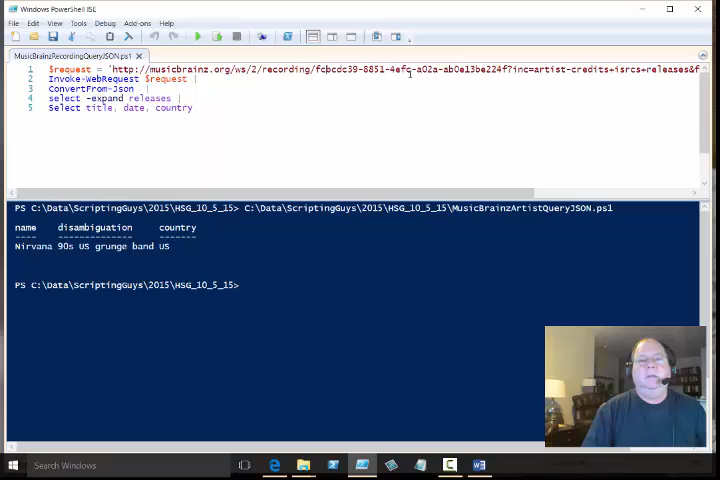 Windows PowerShell ISE
File Edit View Tools Debug Add-ons Help
MusicBrainzRecordingQueryJSON.ps1
1 $request = 'http://musicbrainz.org/ws/2/recording/fcbcdc39-8851-4efc-a02a-ab0e13be224f?inc=artist-credits+isrcs+releases&f
2 Invoke-WebRequest $request |
3 ConvertFrom-Json |
4 select -expand releases |
5 Select title, date, country
PS C:\Data\ScriptingGuys\2015\HSG_10_5_15> C:\Data\ScriptingGuys\2015\HSG_10_5_15\MusicBrainzArtistQueryJSON.ps1
name disambiguation country
---- -------------- -------
Nirvana 90s US grunge band US
PS C:\Data\ScriptingGuys\2015\HSG_10_5_15>
Search Windows